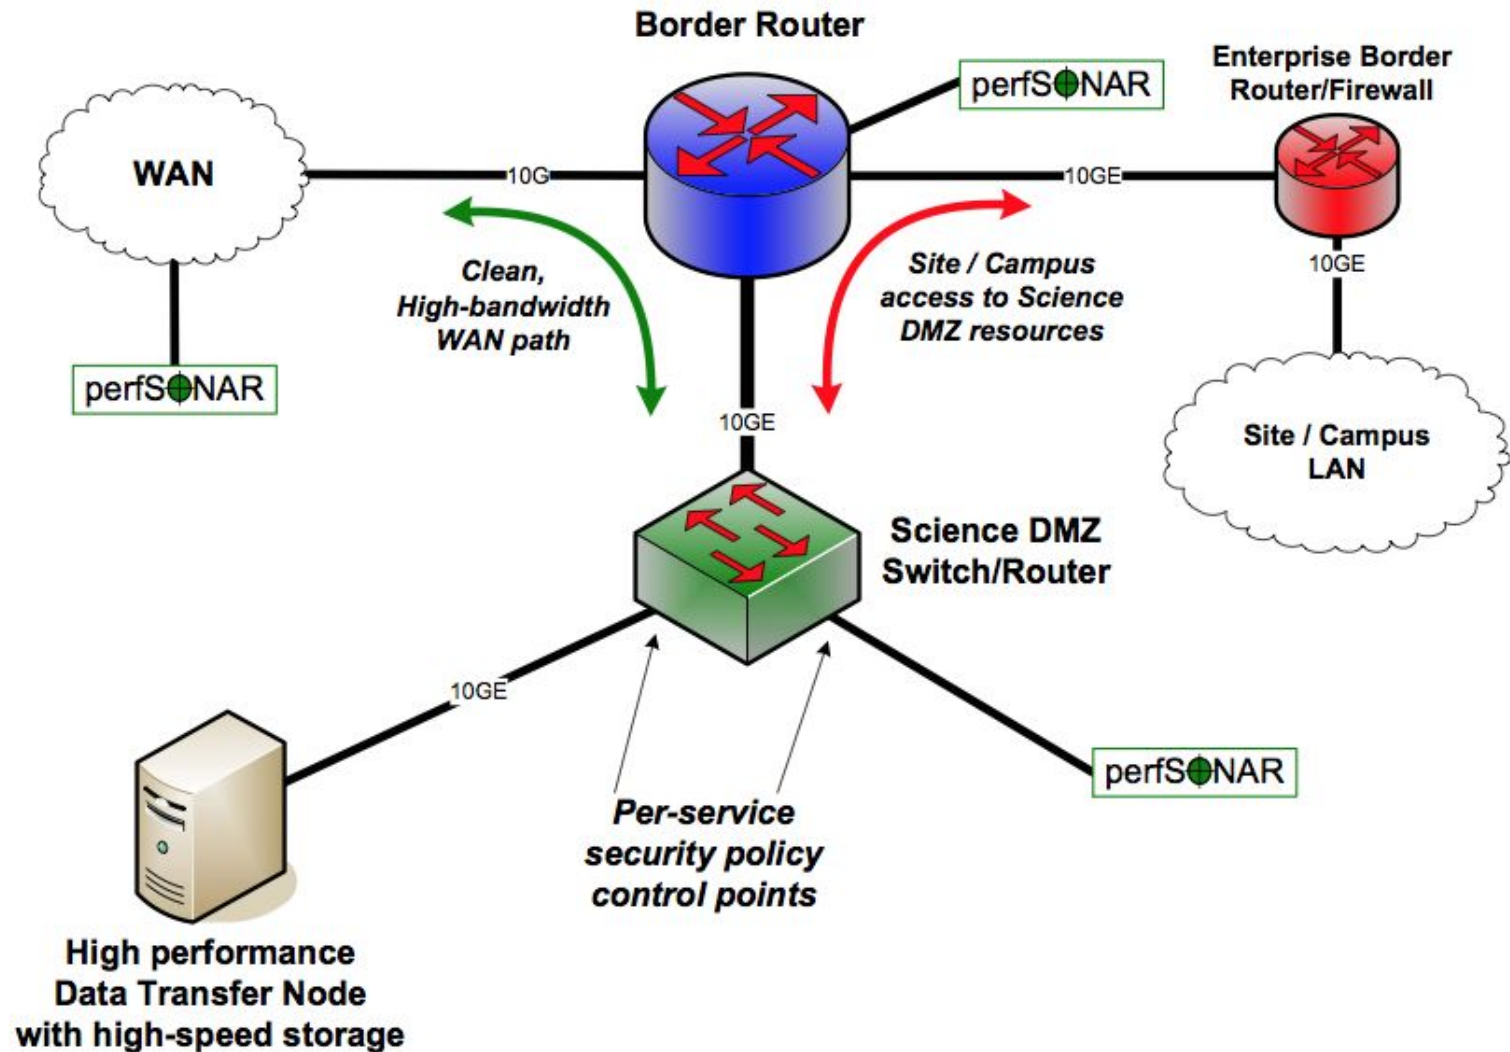 Border Router
perfSONAR
Enterprise Border
Router/Firewall
WAN
10G
10GE
Clean,
High-bandwidth
WAN path
Site / Campus
access to Science
DMZ resources
10GE
perfSONAR
10GE
Site / Campus
LAN
Science DMZ
Switch/Router
10GE
perfSONAR
Per-service
security policy
control points
High performance
Data Transfer Node
with high-speed storage